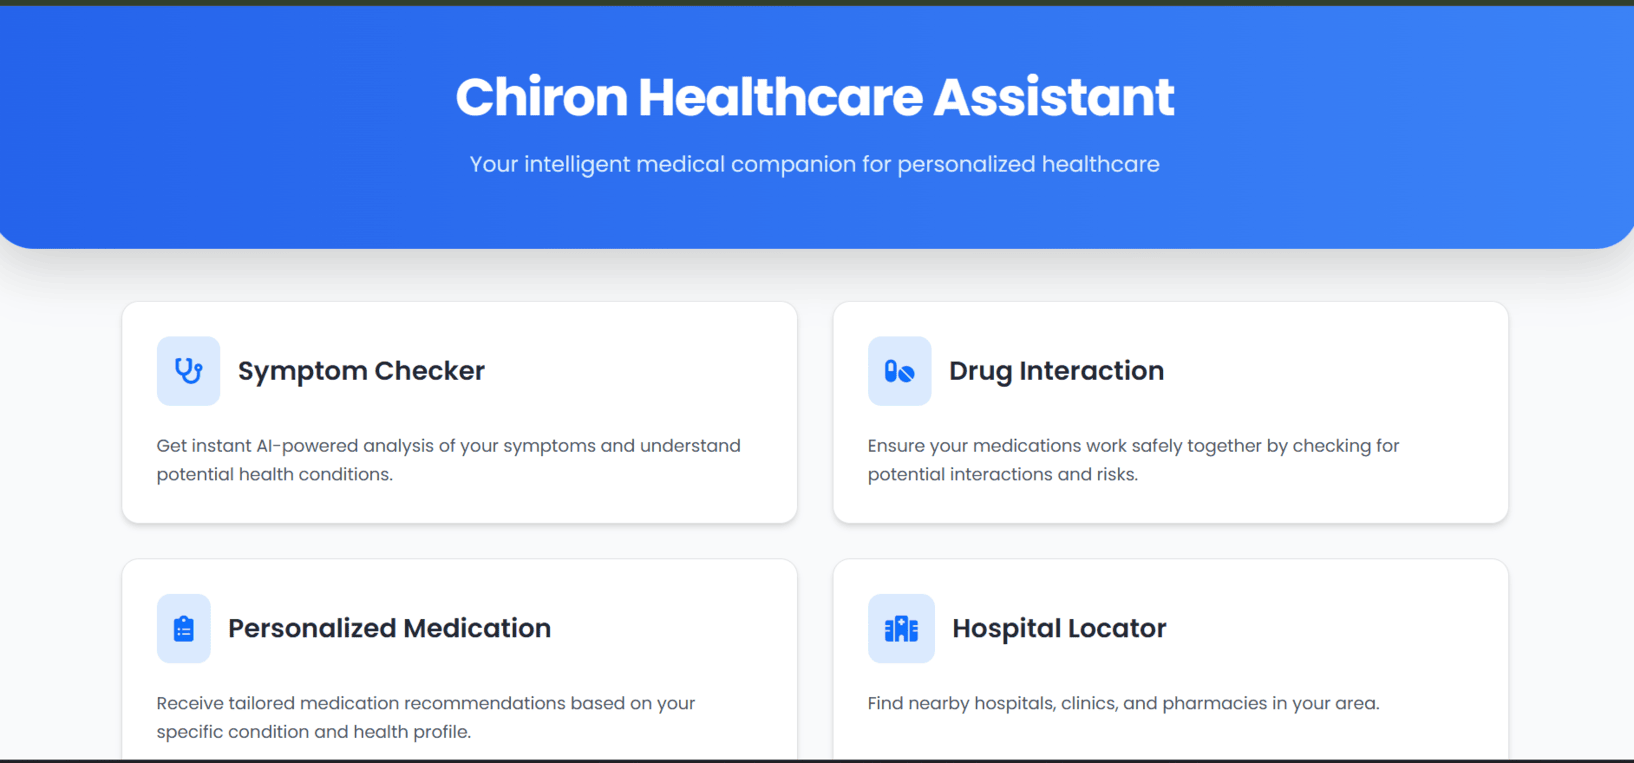 Chiron Healthcare Assistant
Your intelligent medical companion for personalized healthcare
Symptom Checker
Get instant AI-powered analysis of your symptoms and understand
potential health conditions.
Drug Interaction
Ensure your medications work safely together by checking for
potential interactions and risks.
Personalized Medication
Receive tailored medication recommendations based on your
specific condition and health profile.
Hospital Locator
Find nearby hospitals, clinics, and pharmacies in your area.